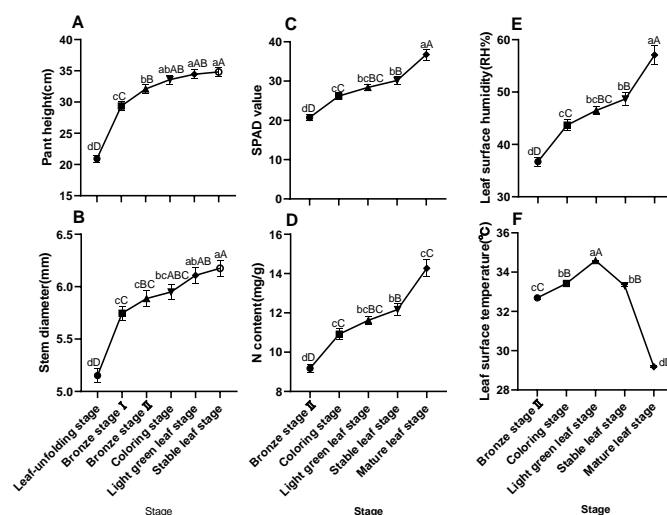 A
Pant height(cm)
40
35
30
25
20
15
dD
cC
bB
abAB
aAB
aA
B
Stem diameter(mm)
6.5
6.0
5.5
5.0
dD
cC
cBC
bcABC
abAB
aA
Leaf-unfolding stage
Bronze stage Ⅰ
Bronze stage Ⅱ
Coloring stage
Light green leaf stage
Stable leaf stage
Stage
C
SPAD value
40
30
20
10
0
dD
cC
bcBC
bB
aA
D
N content(mg/g)
16
14
12
10
8
dD
cC
bcBC
bB
cC
Bronze stage Ⅱ
Coloring stage
Light green leaf stage
Stable leaf stage
Mature leaf stage
Stage
E
Leaf surface humidity(RH%)
60
50
40
30
dD
cC
bcBC
bB
aA
F
Leaf surface temperature(℃)
36
34
32
30
28
cC
bB
aA
bB
dD
Bronze stage Ⅱ
Coloring stage
Light green leaf stage
Stable leaf stage
Mature leaf stage
Stage